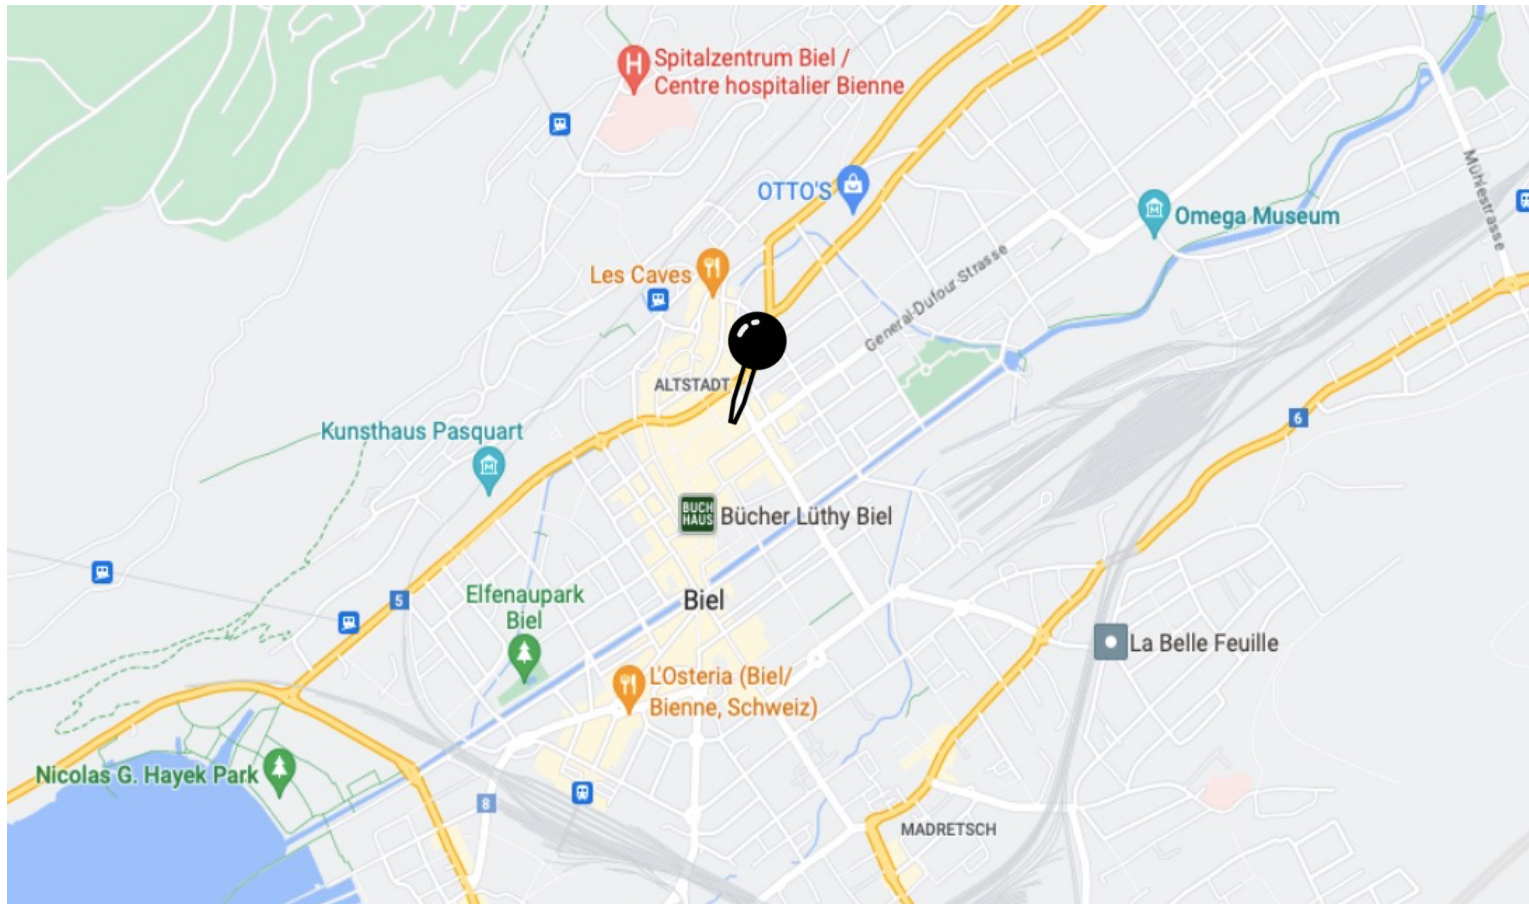 H
Spitalzentrum Biel /
Centre hospitalier Bienne
OTTO'S
M
Omega Museum
Mühlestrasse
Les Caves
General-Dufour-Strasse
ALTSTADT
Kunsthaus Pasquart
M
6
BUCH
HAUS
Bücher Lüthy Biel
5
Elfenaupark
Biel
Biel
La Belle Feuille
L'Osteria (Biel/
Bienne, Schweiz)
Nicolas G. Hayek Park
8
MADRETSCH